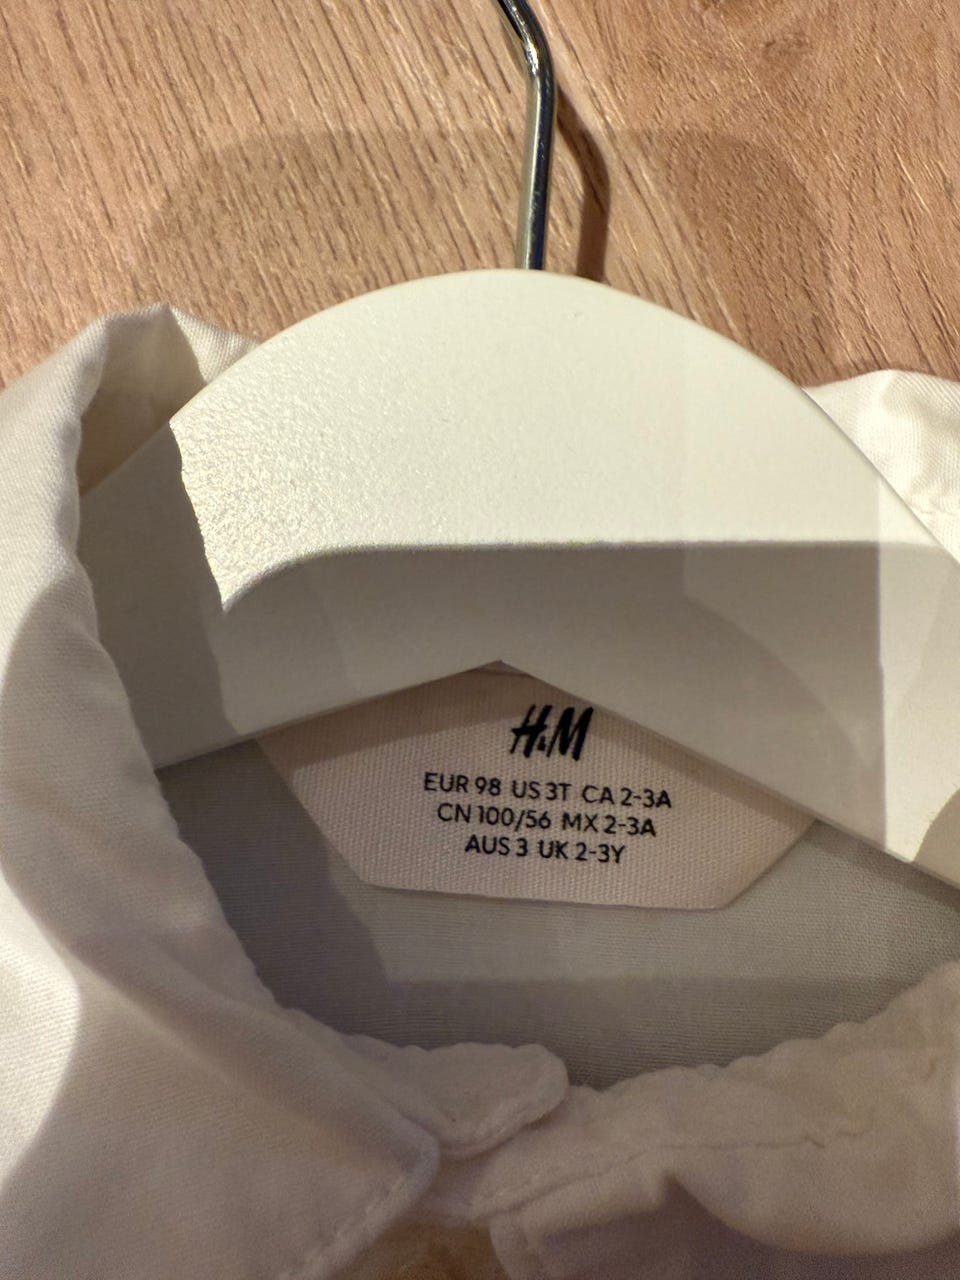 H&M
EUR 98 US 3T CA 2-3A
CN 100/56 MX 2-3A
AUS 3 UK 2-3Y